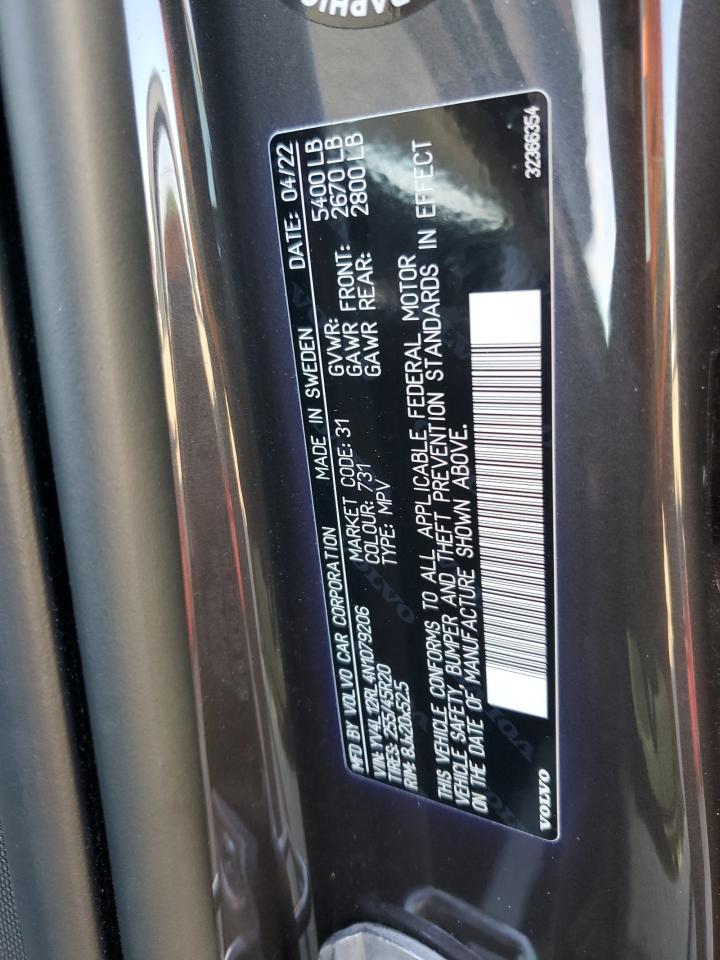 MFD BY VOLVO CAR CORPORATION MADE IN SWEDEN DATE: 04/22
VIN: YV4L12RL4N1079206 MARKET CODE: 31 GVWR: 5400 LB
TIRES: 255/45R20 COLOUR: 731 GAWR FRONT: 2670 LB
RIM: 8Jx20x52.5 TYPE: MPV GAWR REAR: 2800 LB
THIS VEHICLE CONFORMS TO ALL APPLICABLE FEDERAL MOTOR
VEHICLE SAFETY, BUMPER AND THEFT PREVENTION STANDARDS IN EFFECT
ON THE DATE OF MANUFACTURE SHOWN ABOVE.
VOLVO 32366354